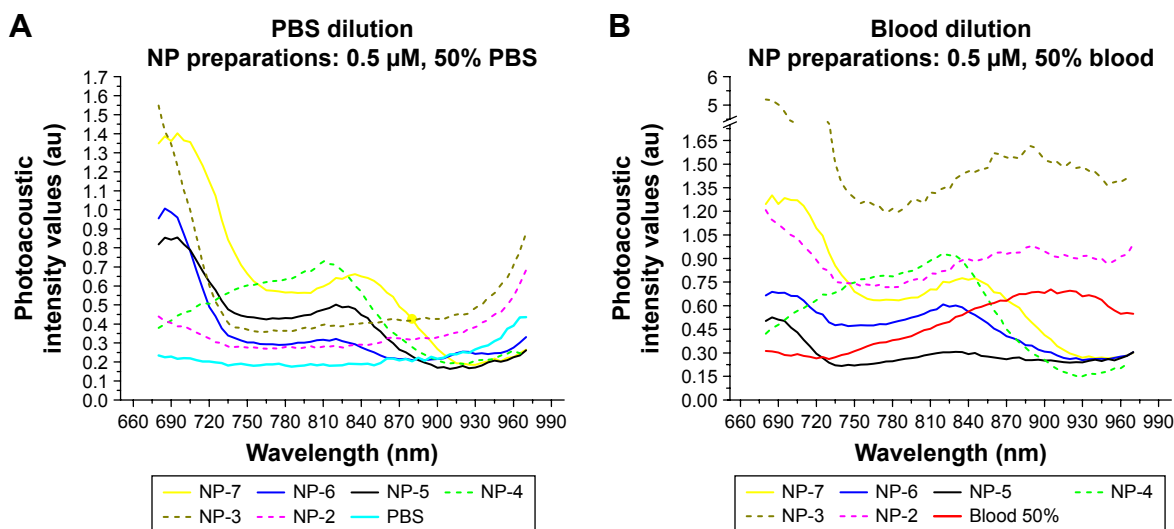 A
PBS dilution
NP preparations: 0.5 µM, 50% PBS
Photoacoustic
intensity values (au)
1.7
1.6
1.5
1.4
1.3
1.2
1.1
1.0
0.9
0.8
0.7
0.6
0.5
0.4
0.3
0.2
0.1
0.0
660 690 720 750 780 810 840 870 900 930 960 990
Wavelength (nm)
NP-7 NP-6 NP-5 NP-4
NP-3 NP-2 PBS
B
Blood dilution
NP preparations: 0.5 µM, 50% blood
Photoacoustic
intensity values (au)
6
5
4
1.65
1.50
1.35
1.20
1.05
0.90
0.75
0.60
0.45
0.30
0.15
0.00
660 690 720 750 780 810 840 870 900 930 960 990
Wavelength (nm)
NP-7 NP-6 NP-5 NP-4
NP-3 NP-2 Blood 50%